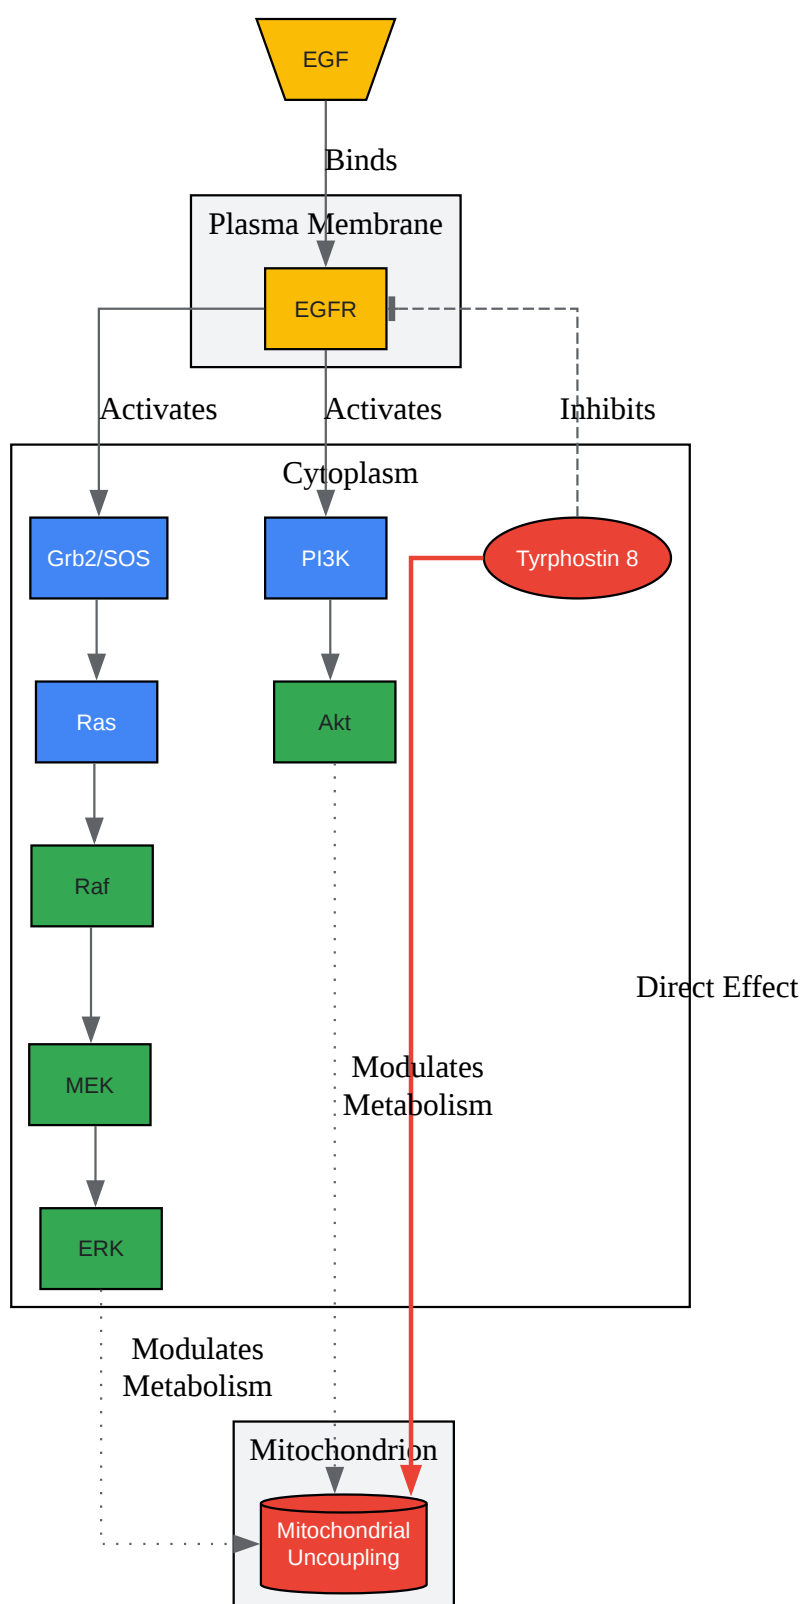 EGF
Binds
Plasma Membrane
EGFR
Activates
Activates
Inhibits
Cytoplasm
Grb2/SOS
PI3K
Tyrphostin 8
Ras
Akt
Raf
Direct Effect
Modulates
Metabolism
MEK
ERK
Modulates
Metabolism
Mitochondrion
Mitochondrial
Uncoupling